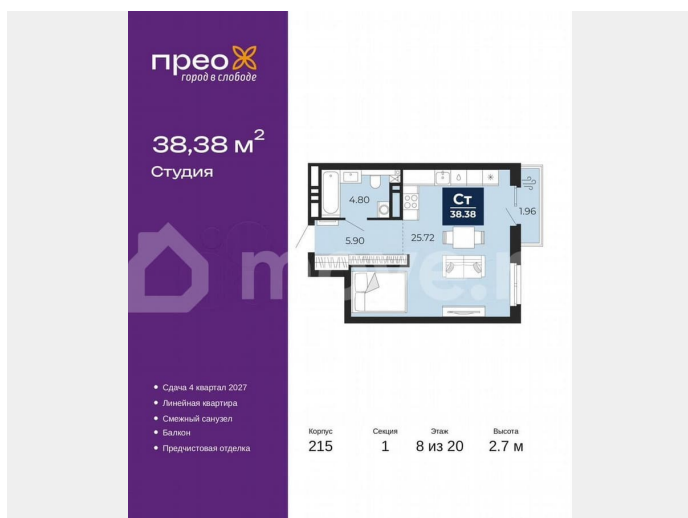 прео
город в слободе
38,38 м²
Студия
4.80
Ст
38.38
1.96
5.90
25.72
move.r
Сдача 4 квартал 2027
Линейная квартира
Смежный санузел
Балкон
Предчистовая отделка
Корпус
Секция
Этаж
Высота
215
1
8 из 20
2.7 м